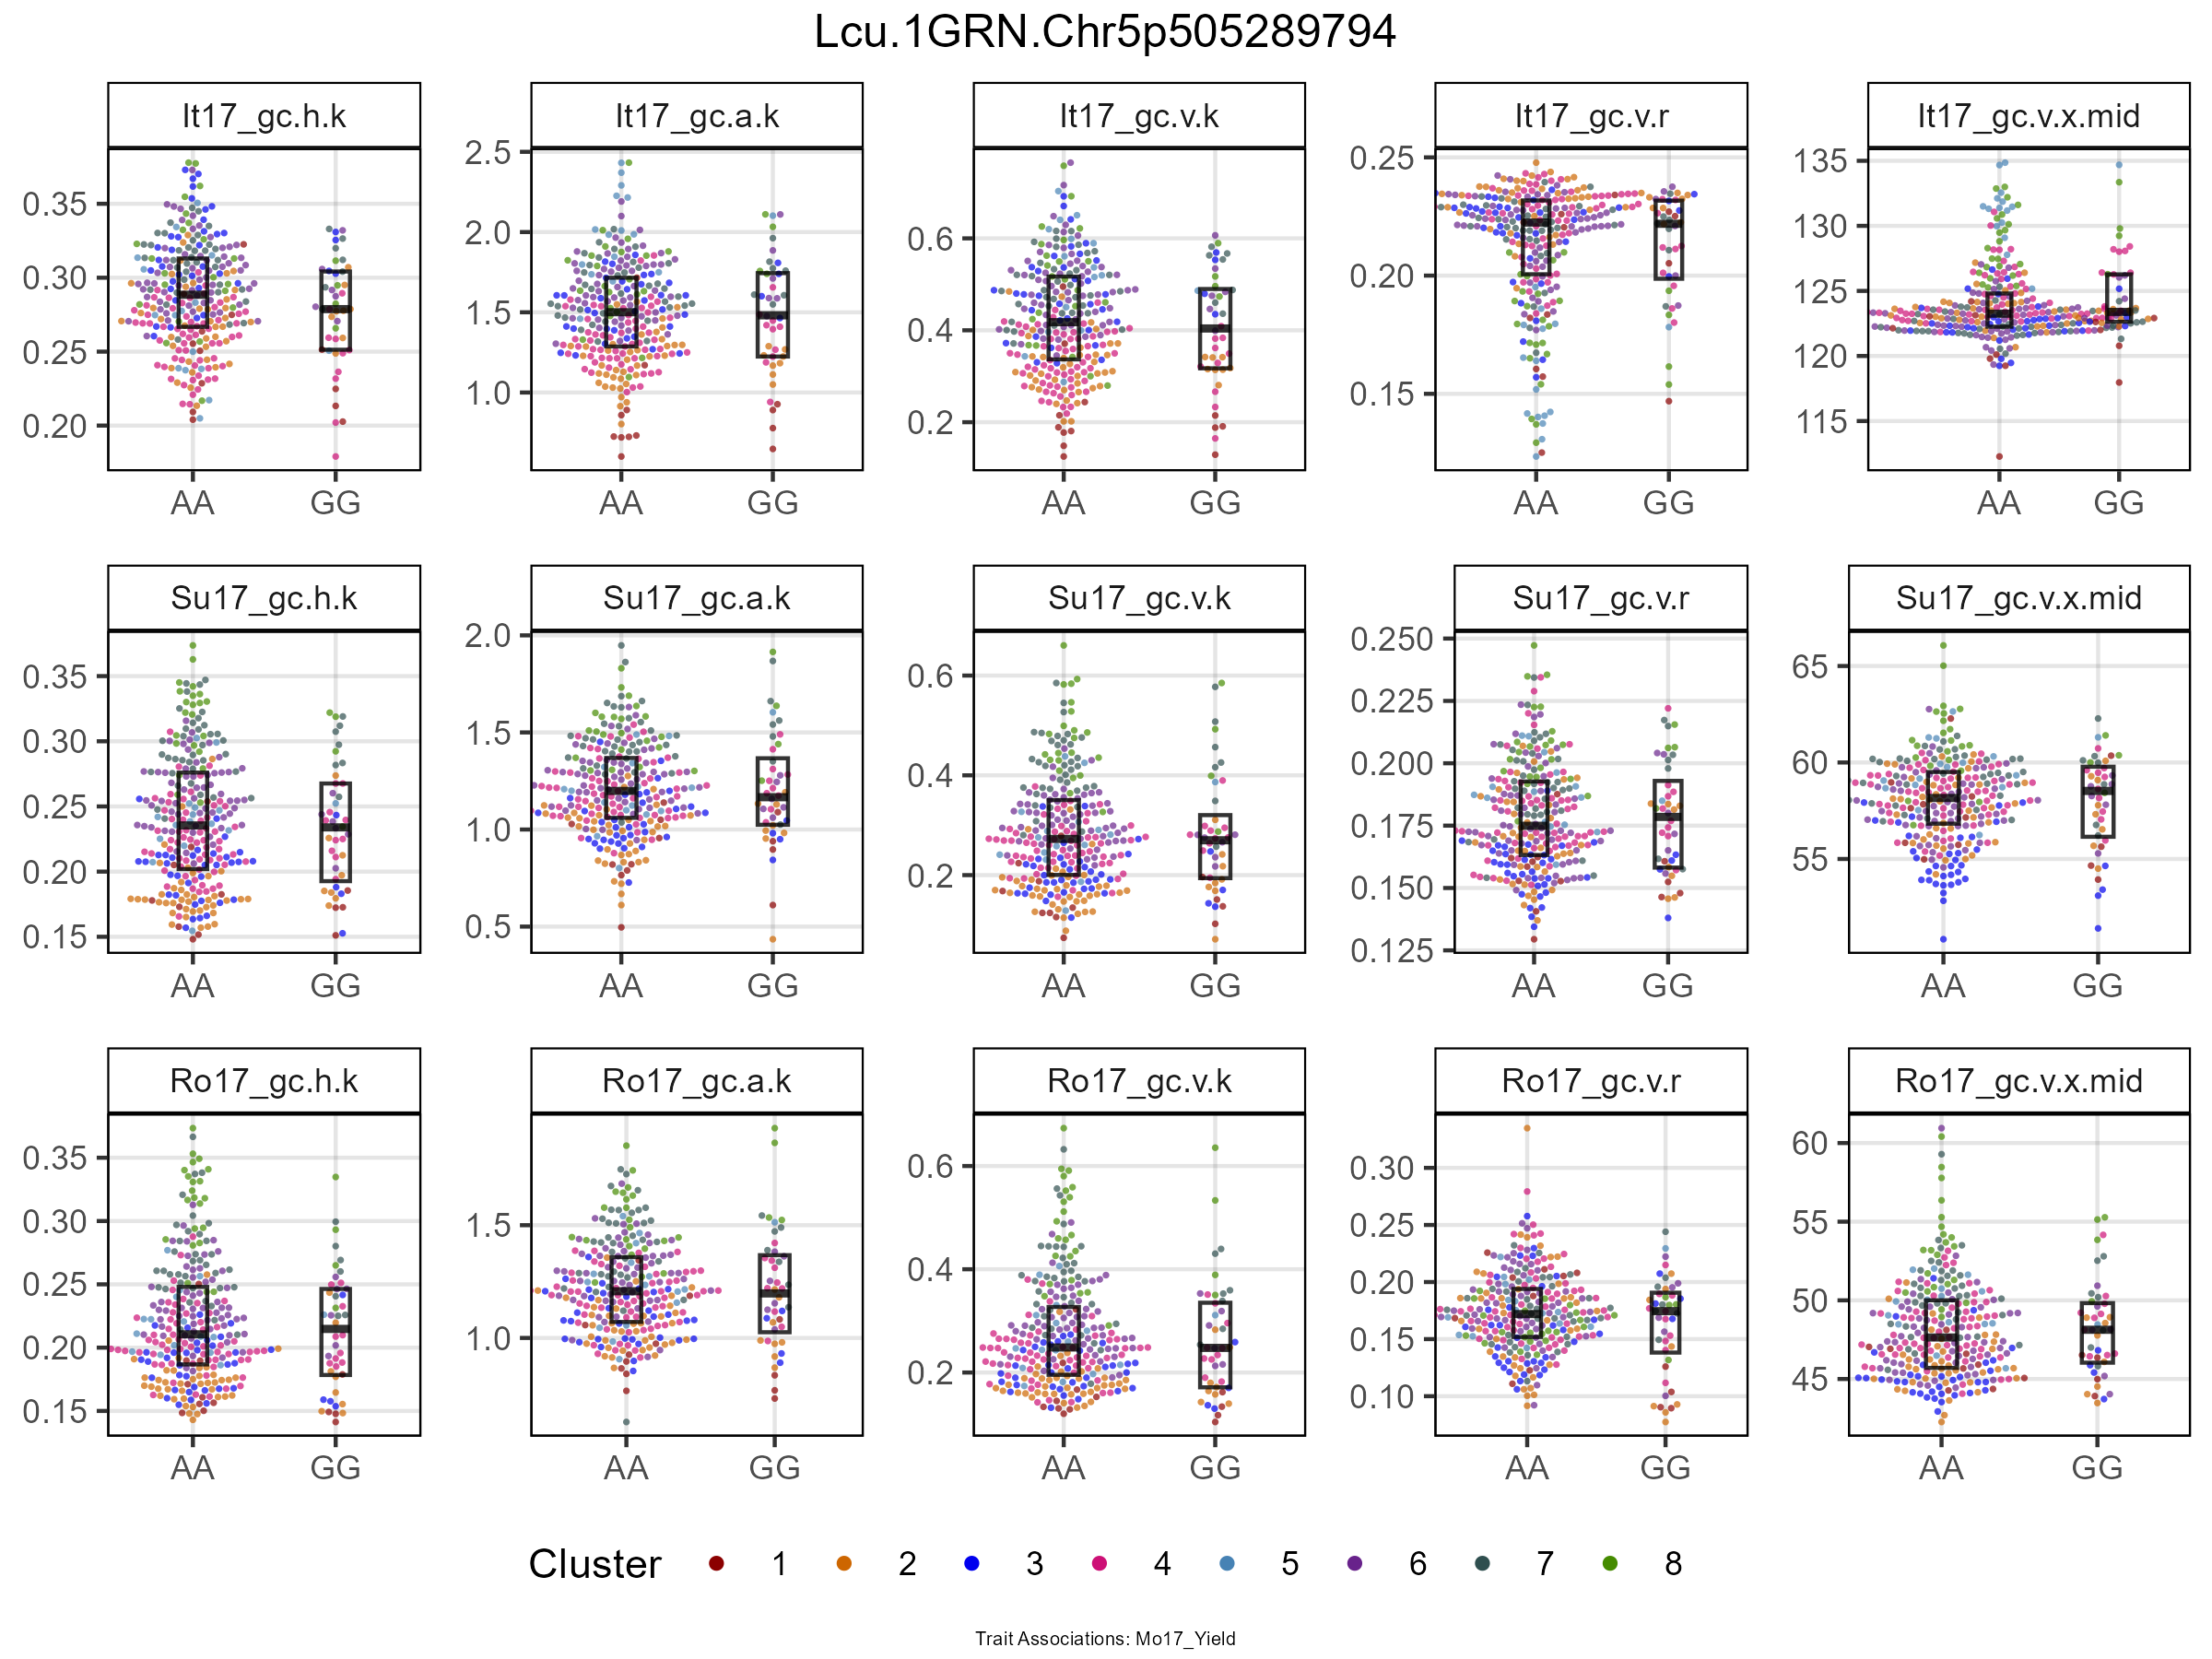 Lcu.1GRN.Chr5p505289794
It17_gc.h.k It17_gc.a.k It17_gc.v.k It17_gc.v.r It17_gc.v.x.mid
0.35 0.30 0.25 0.20
2.5 2.0 1.5 1.0
0.6 0.4 0.2
0.25 0.20 0.15
135 130 125 120 115
AA GG AA GG AA GG AA GG AA GG
Su17_gc.h.k Su17_gc.a.k Su17_gc.v.k Su17_gc.v.r Su17_gc.v.x.mid
0.35 0.30 0.25 0.20 0.15
2.0 1.5 1.0 0.5
0.6 0.4 0.2
0.250 0.225 0.200 0.175 0.150 0.125
65 60 55
AA GG AA GG AA GG AA GG AA GG
Ro17_gc.h.k Ro17_gc.a.k Ro17_gc.v.k Ro17_gc.v.r Ro17_gc.v.x.mid
0.35 0.30 0.25 0.20 0.15
1.5 1.0
0.6 0.4 0.2
0.30 0.25 0.20 0.15 0.10
60 55 50 45
AA GG AA GG AA GG AA GG AA GG
Cluster 1 2 3 4 5 6 7 8
Trait Associations: Mo17_Yield